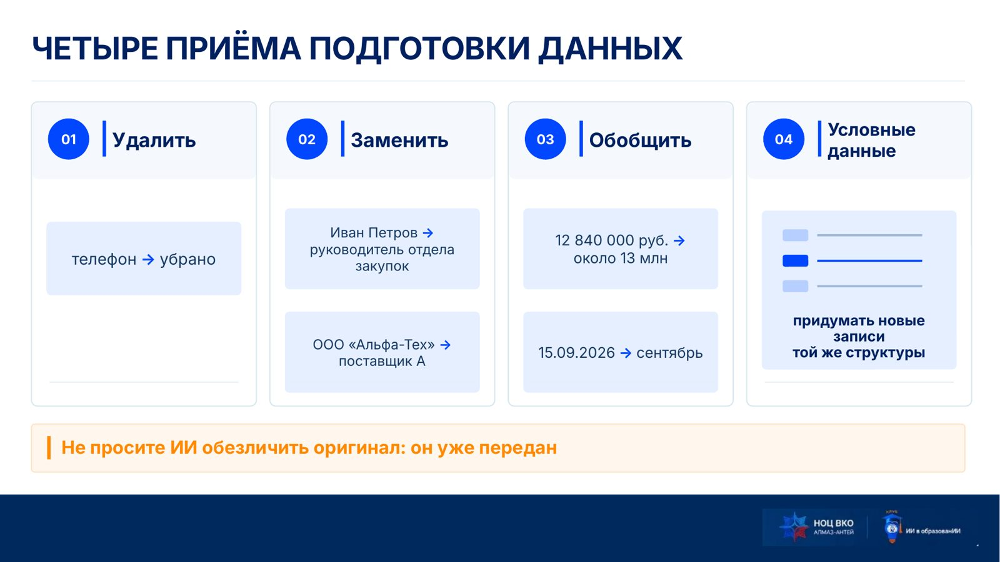 ЧЕТЫРЕ ПРИЁМА ПОДГОТОВКИ ДАННЫХ
01
Удалить
телефон → убрано
02
Заменить
Иван Петров →
руководитель отдела
закупок
ООО «Альфа-Тех» →
поставщик А
03
Обобщить
12 840 000 руб. →
около 13 млн
15.09.2026 → сентябрь
04
Условные
данные
придумать новые
записи
той же структуры
Не просите ИИ обезличить оригинал: он уже передан
НОЦ ВКО
АЛМАЗ-АНТЕЙ
КЛУБ
ИИ в образованИИ